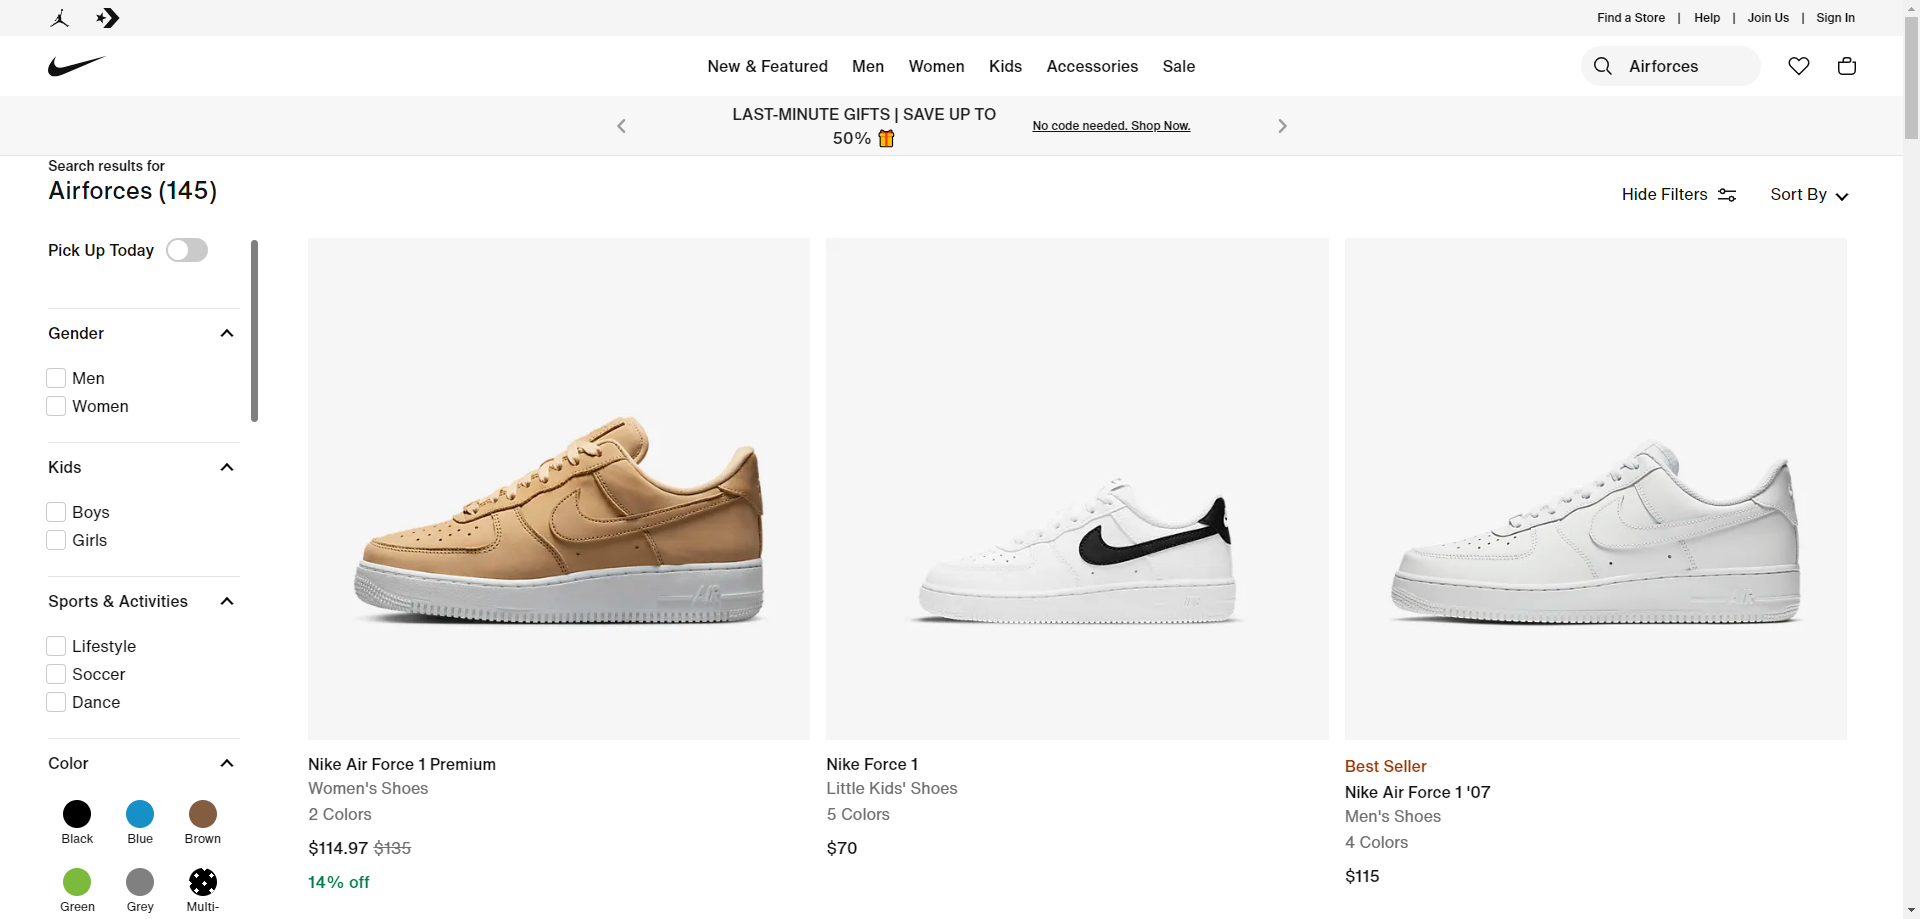 Find a Store | Help | Join Us | Sign In
New & Featured Men Women Kids Accessories Sale
Airforces
LAST-MINUTE GIFTS | SAVE UP TO
50% 🎁
No code needed. Shop Now.
Search results for
Airforces (145)
Hide Filters
Sort By
Pick Up Today
Gender
Men
Women
Kids
Boys
Girls
Sports & Activities
Lifestyle
Soccer
Dance
Color
Black Blue Brown
Green Grey Multi-
Nike Air Force 1 Premium
Women's Shoes
2 Colors
$114.97 $135
14% off
Nike Force 1
Little Kids' Shoes
5 Colors
$70
Best Seller
Nike Air Force 1 '07
Men's Shoes
4 Colors
$115
AIR
AIR